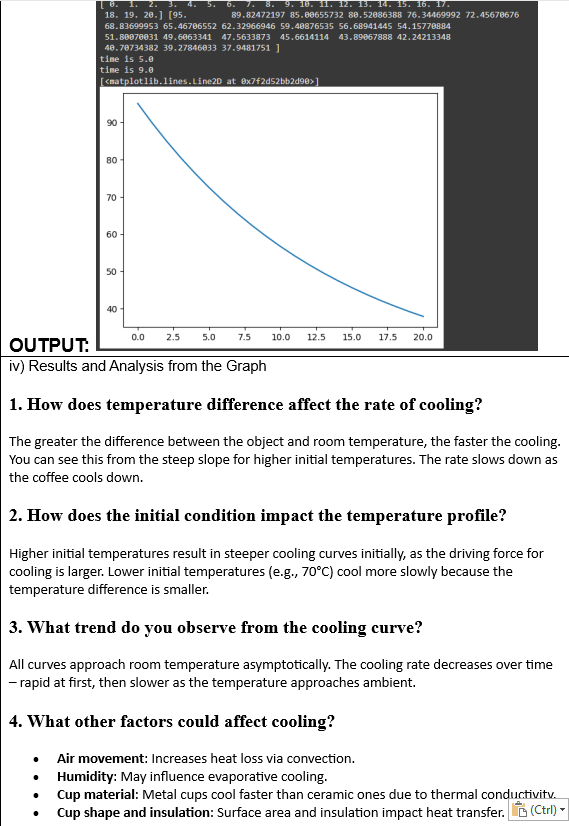 [ 0. 1. 2. 3. 4. 5. 6. 7. 8. 9. 10. 11. 12. 13. 14. 15. 16. 17.
18. 19. 20.] [95. 89.82472197 85.00655732 80.52086388 76.34469992 72.45670676
68.83699953 65.46706552 62.32966946 59.40876535 56.68941445 54.15770884
51.80070031 49.6063341 47.5633873 45.6614114 43.89067888 42.24213348
40.70734382 39.27846033 37.9481751 ]
time is 5.0
time is 9.0
[<matplotlib.lines.Line2D at 0x7f2d52bb2d90>]
90
80
70
60
50
40
0.0 2.5 5.0 7.5 10.0 12.5 15.0 17.5 20.0
OUTPUT:
iv) Results and Analysis from the Graph
1. How does temperature difference affect the rate of cooling?
The greater the difference between the object and room temperature, the faster the cooling.
You can see this from the steep slope for higher initial temperatures. The rate slows down as
the coffee cools down.
2. How does the initial condition impact the temperature profile?
Higher initial temperatures result in steeper cooling curves initially, as the driving force for
cooling is larger. Lower initial temperatures (e.g., 70°C) cool more slowly because the
temperature difference is smaller.
3. What trend do you observe from the cooling curve?
All curves approach room temperature asymptotically. The cooling rate decreases over time
– rapid at first, then slower as the temperature approaches ambient.
4. What other factors could affect cooling?
• Air movement: Increases heat loss via convection.
• Humidity: May influence evaporative cooling.
• Cup material: Metal cups cool faster than ceramic ones due to thermal conductivity.
• Cup shape and insulation: Surface area and insulation impact heat transfer.
(Ctrl)